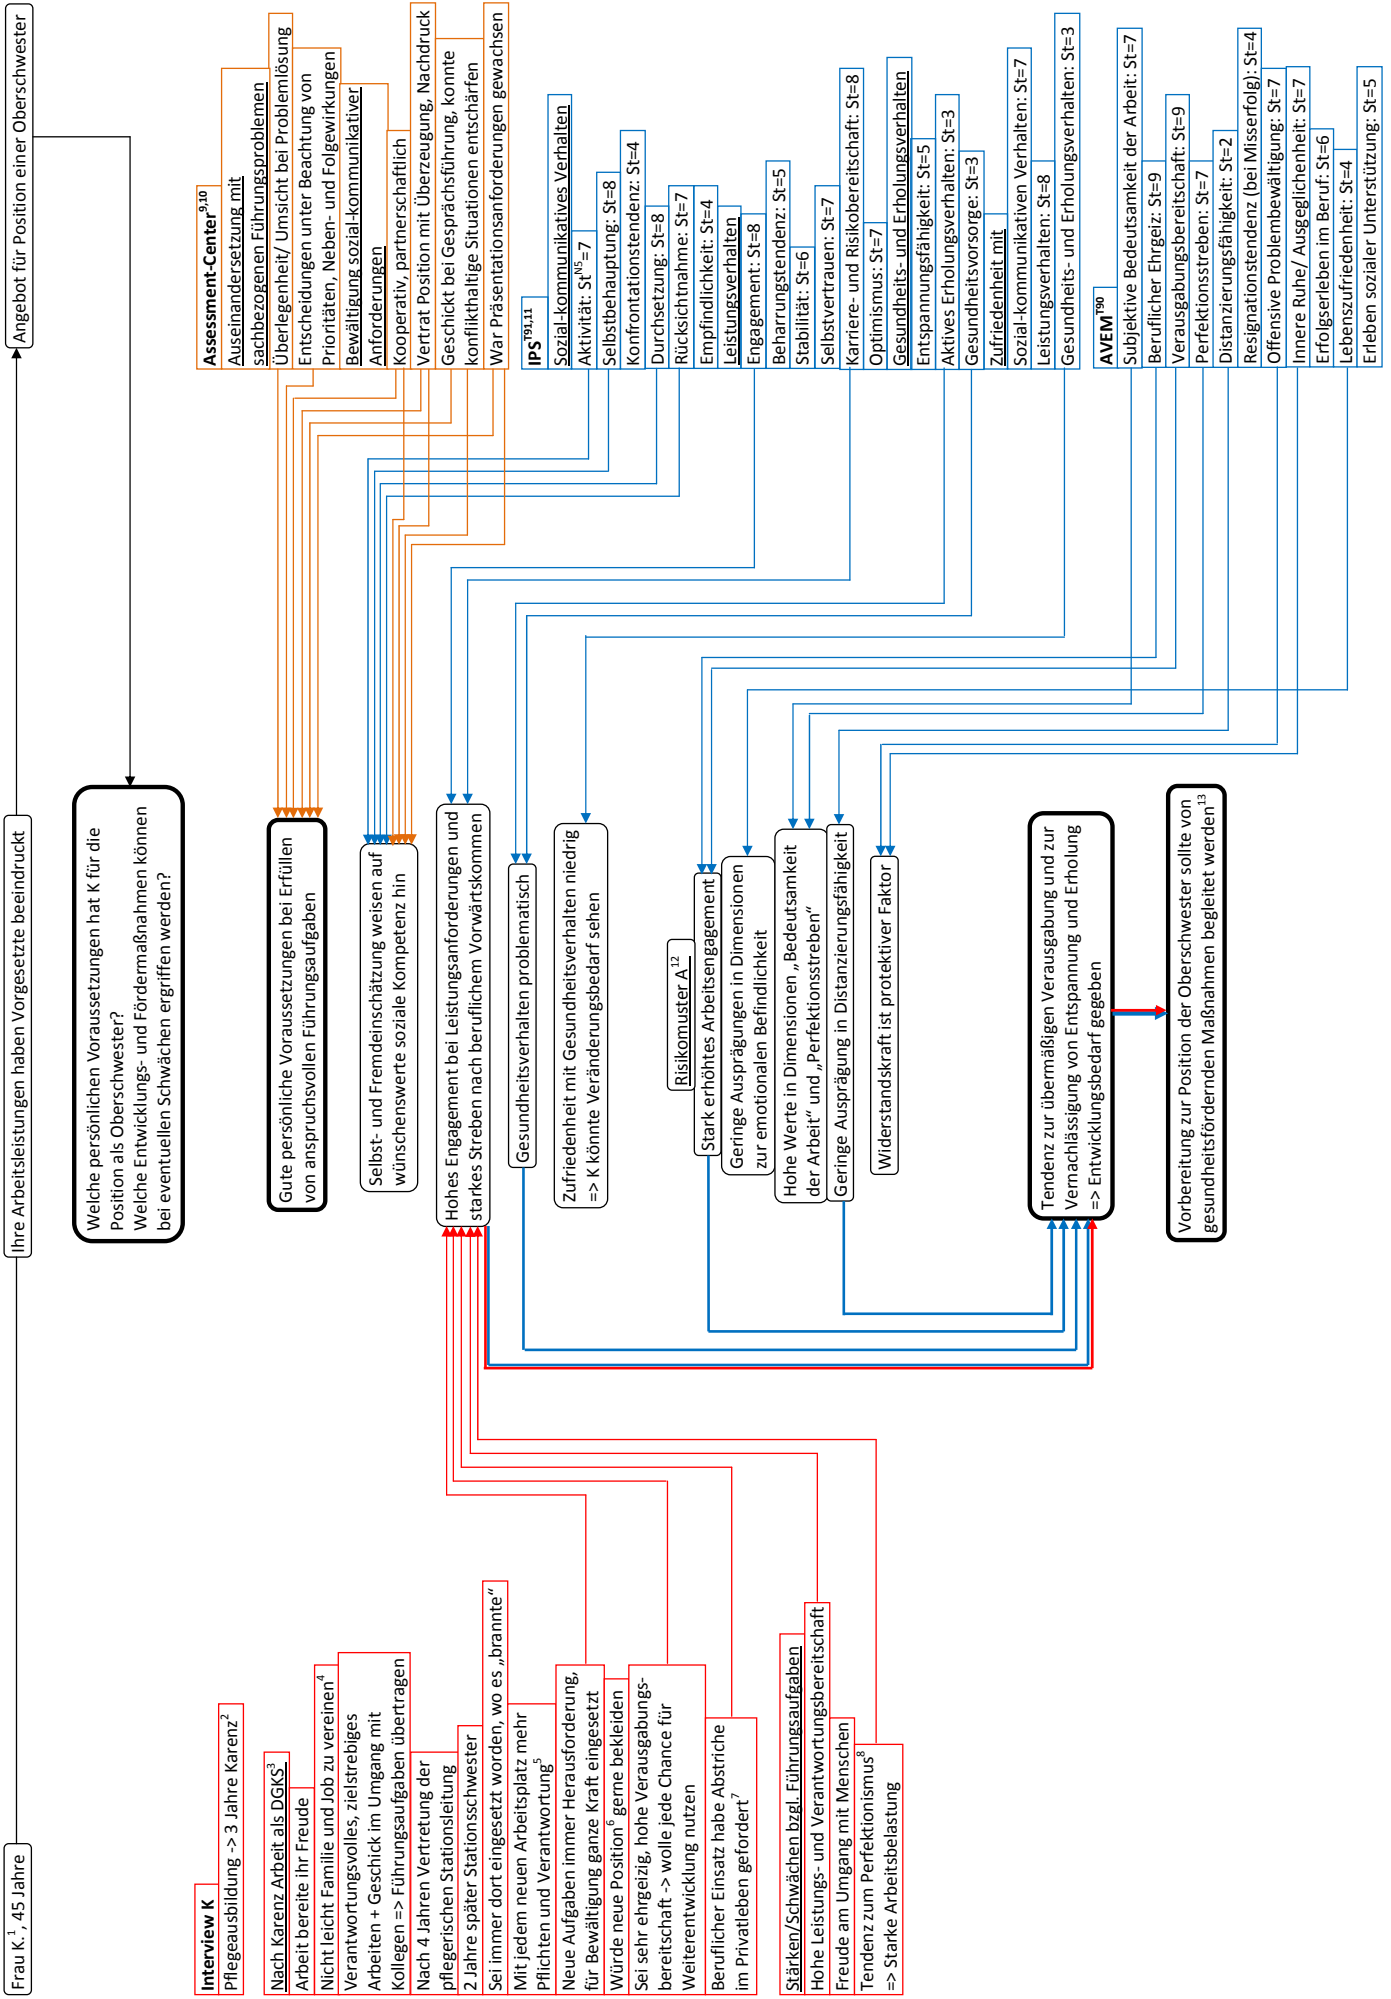 Frau K.¹, 45 Jahre
Ihre Arbeitsleistungen haben Vorgesetzte beeindruckt
Angebot für Position einer Oberschwester
Welche persönlichen Voraussetzungen hat K für die
Position als Oberschwester?
Welche Entwicklungs- und Fördermaßnahmen können
bei eventuellen Schwächen ergriffen werden?
Interview K
Pflegeausbildung -> 3 Jahre Karenz²
Nach Karenz Arbeit als DGKS³
Arbeit bereite ihr Freude
Nicht leicht Familie und Job zu vereinen⁴
Verantwortungsvolles, zielstrebiges
Arbeiten + Geschick im Umgang mit
Kollegen => Führungsaufgaben übertragen
Nach 4 Jahren Vertretung der
pflegerischen Stationsleitung
2 Jahre später Stationsschwester
Sei immer dort eingesetzt worden, wo es „brannte“
Mit jedem neuen Arbeitsplatz mehr
Pflichten und Verantwortung⁵
Neue Aufgaben immer Herausforderung,
für Bewältigung ganze Kraft eingesetzt
Würde neue Position⁶ gerne bekleiden
Sei sehr ehrgeizig, hohe Verausgabungs-
bereitschaft -> wolle jede Chance für
Weiterentwicklung nutzen
Beruflicher Einsatz habe Abstriche
im Privatleben gefordert⁷
Stärken/Schwächen bzgl. Führungsaufgaben
Hohe Leistungs- und Verantwortungsbereitschaft
Freude am Umgang mit Menschen
Tendenz zum Perfektionismus⁸
=> Starke Arbeitsbelastung
Gute persönliche Voraussetzungen bei Erfüllen
von anspruchsvollen Führungsaufgaben
Selbst- und Fremdeinschätzung weisen auf
wünschenswerte soziale Kompetenz hin
Hohes Engagement bei Leistungsanforderungen und
starkes Streben nach beruflichem Vorwärtskommen
Gesundheitsverhalten problematisch
Zufriedenheit mit Gesundheitsverhalten niedrig
=> K könnte Veränderungsbedarf sehen
Risikomuster A¹²
Stark erhöhtes Arbeitsengagement
Geringe Ausprägungen in Dimensionen
zur emotionalen Befindlichkeit
Hohe Werte in Dimensionen „Bedeutsamkeit
der Arbeit“ und „Perfektionsstreben“
Geringe Ausprägung in Distanzierungsfähigkeit
Widerstandskraft ist protektiver Faktor
Tendenz zur übermäßigen Verausgabung und zur
Vernachlässigung von Entspannung und Erholung
=> Entwicklungsbedarf gegeben
Vorbereitung zur Position der Oberschwester sollte von
gesundheitsfördernden Maßnahmen begleitet werden¹³
Assessment-Center⁹,¹⁰
Auseinandersetzung mit
sachbezogenen Führungsproblemen
Überlegenheit/ Umsicht bei Problemlösung
Entscheidungen unter Beachtung von
Prioritäten, Neben- und Folgewirkungen
Bewältigung sozial-kommunikativer
Anforderungen
Kooperativ, partnerschaftlich
Vertrat Position mit Überzeugung, Nachdruck
Geschickt bei Gesprächsführung, konnte
konflikthaltige Situationen entschärfen
War Präsentationsanforderungen gewachsen
IPS^T91,11
Sozial-kommunikatives Verhalten
Aktivität: St^N5=7
Selbstbehauptung: St=8
Konfrontationstendenz: St=4
Durchsetzung: St=8
Rücksichtnahme: St=7
Empfindlichkeit: St=4
Leistungsverhalten
Engagement: St=8
Beharrungstendenz: St=5
Stabilität: St=6
Selbstvertrauen: St=7
Karriere- und Risikobereitschaft: St=8
Optimismus: St=7
Gesundheits- und Erholungsverhalten
Entspannungsfähigkeit: St=5
Aktives Erholungsverhalten: St=3
Gesundheitsvorsorge: St=3
Zufriedenheit mit
Sozial-kommunikativen Verhalten: St=7
Leistungsverhalten: St=8
Gesundheits- und Erholungsverhalten: St=3
AVEM^T90
Subjektive Bedeutsamkeit der Arbeit: St=7
Beruflicher Ehrgeiz: St=9
Verausgabungsbereitschaft: St=9
Perfektionsstreben: St=7
Distanzierungsfähigkeit: St=2
Resignationstendenz (bei Misserfolg): St=4
Offensive Problembewältigung: St=7
Innere Ruhe/ Ausgeglichenheit: St=7
Erfolgserleben im Beruf: St=6
Lebenszufriedenheit: St=4
Erleben sozialer Unterstützung: St=5